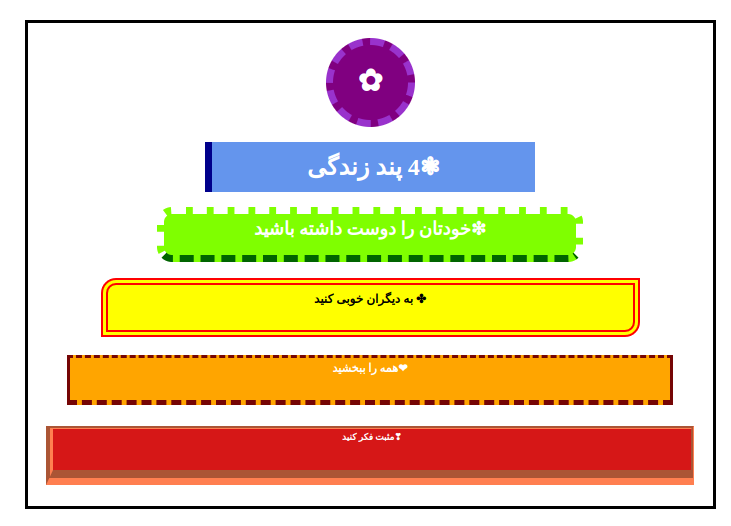 ✿
✾4 پند زندگی
❇خودتان را دوست داشته باشید
✤ به دیگران خوبی کنید
❤همه را ببخشید
❣مثبت فکر کنید